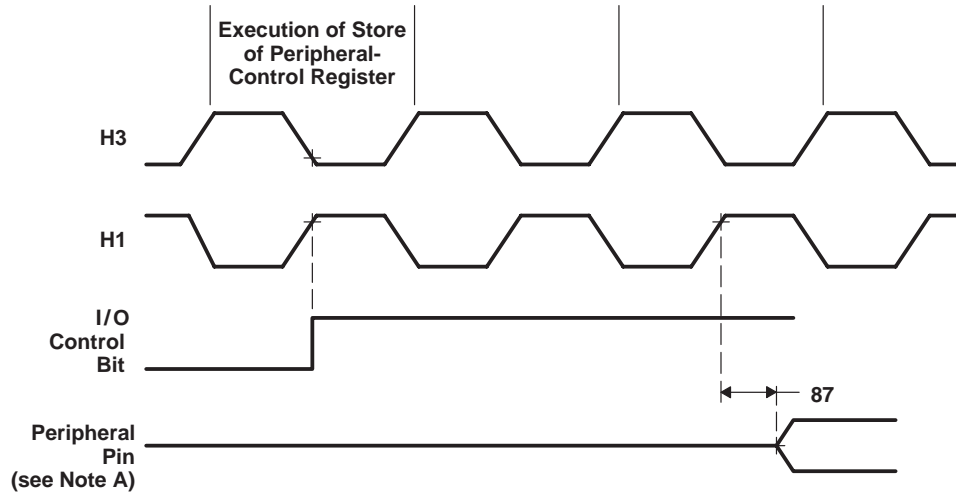 Execution of Store
of Peripheral-
Control Register
H3
H1
I/O
Control
Bit
87
Peripheral
Pin
(see Note A)